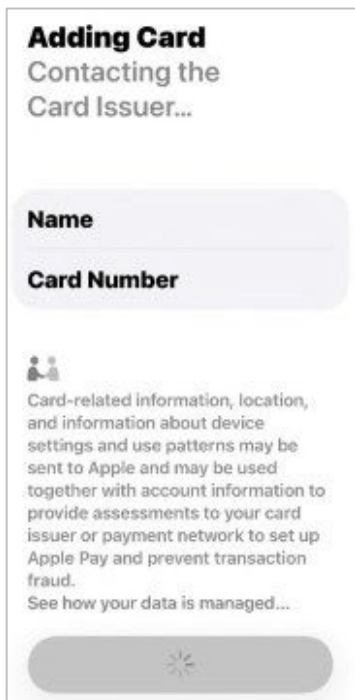 Adding Card
Contacting the
Card Issuer...
Name
Card Number
Card-related information, location,
and information about device
settings and use patterns may be
sent to Apple and may be used
together with account information to
provide assessments to your card
issuer or payment network to set up
Apple Pay and prevent transaction
fraud.
See how your data is managed...